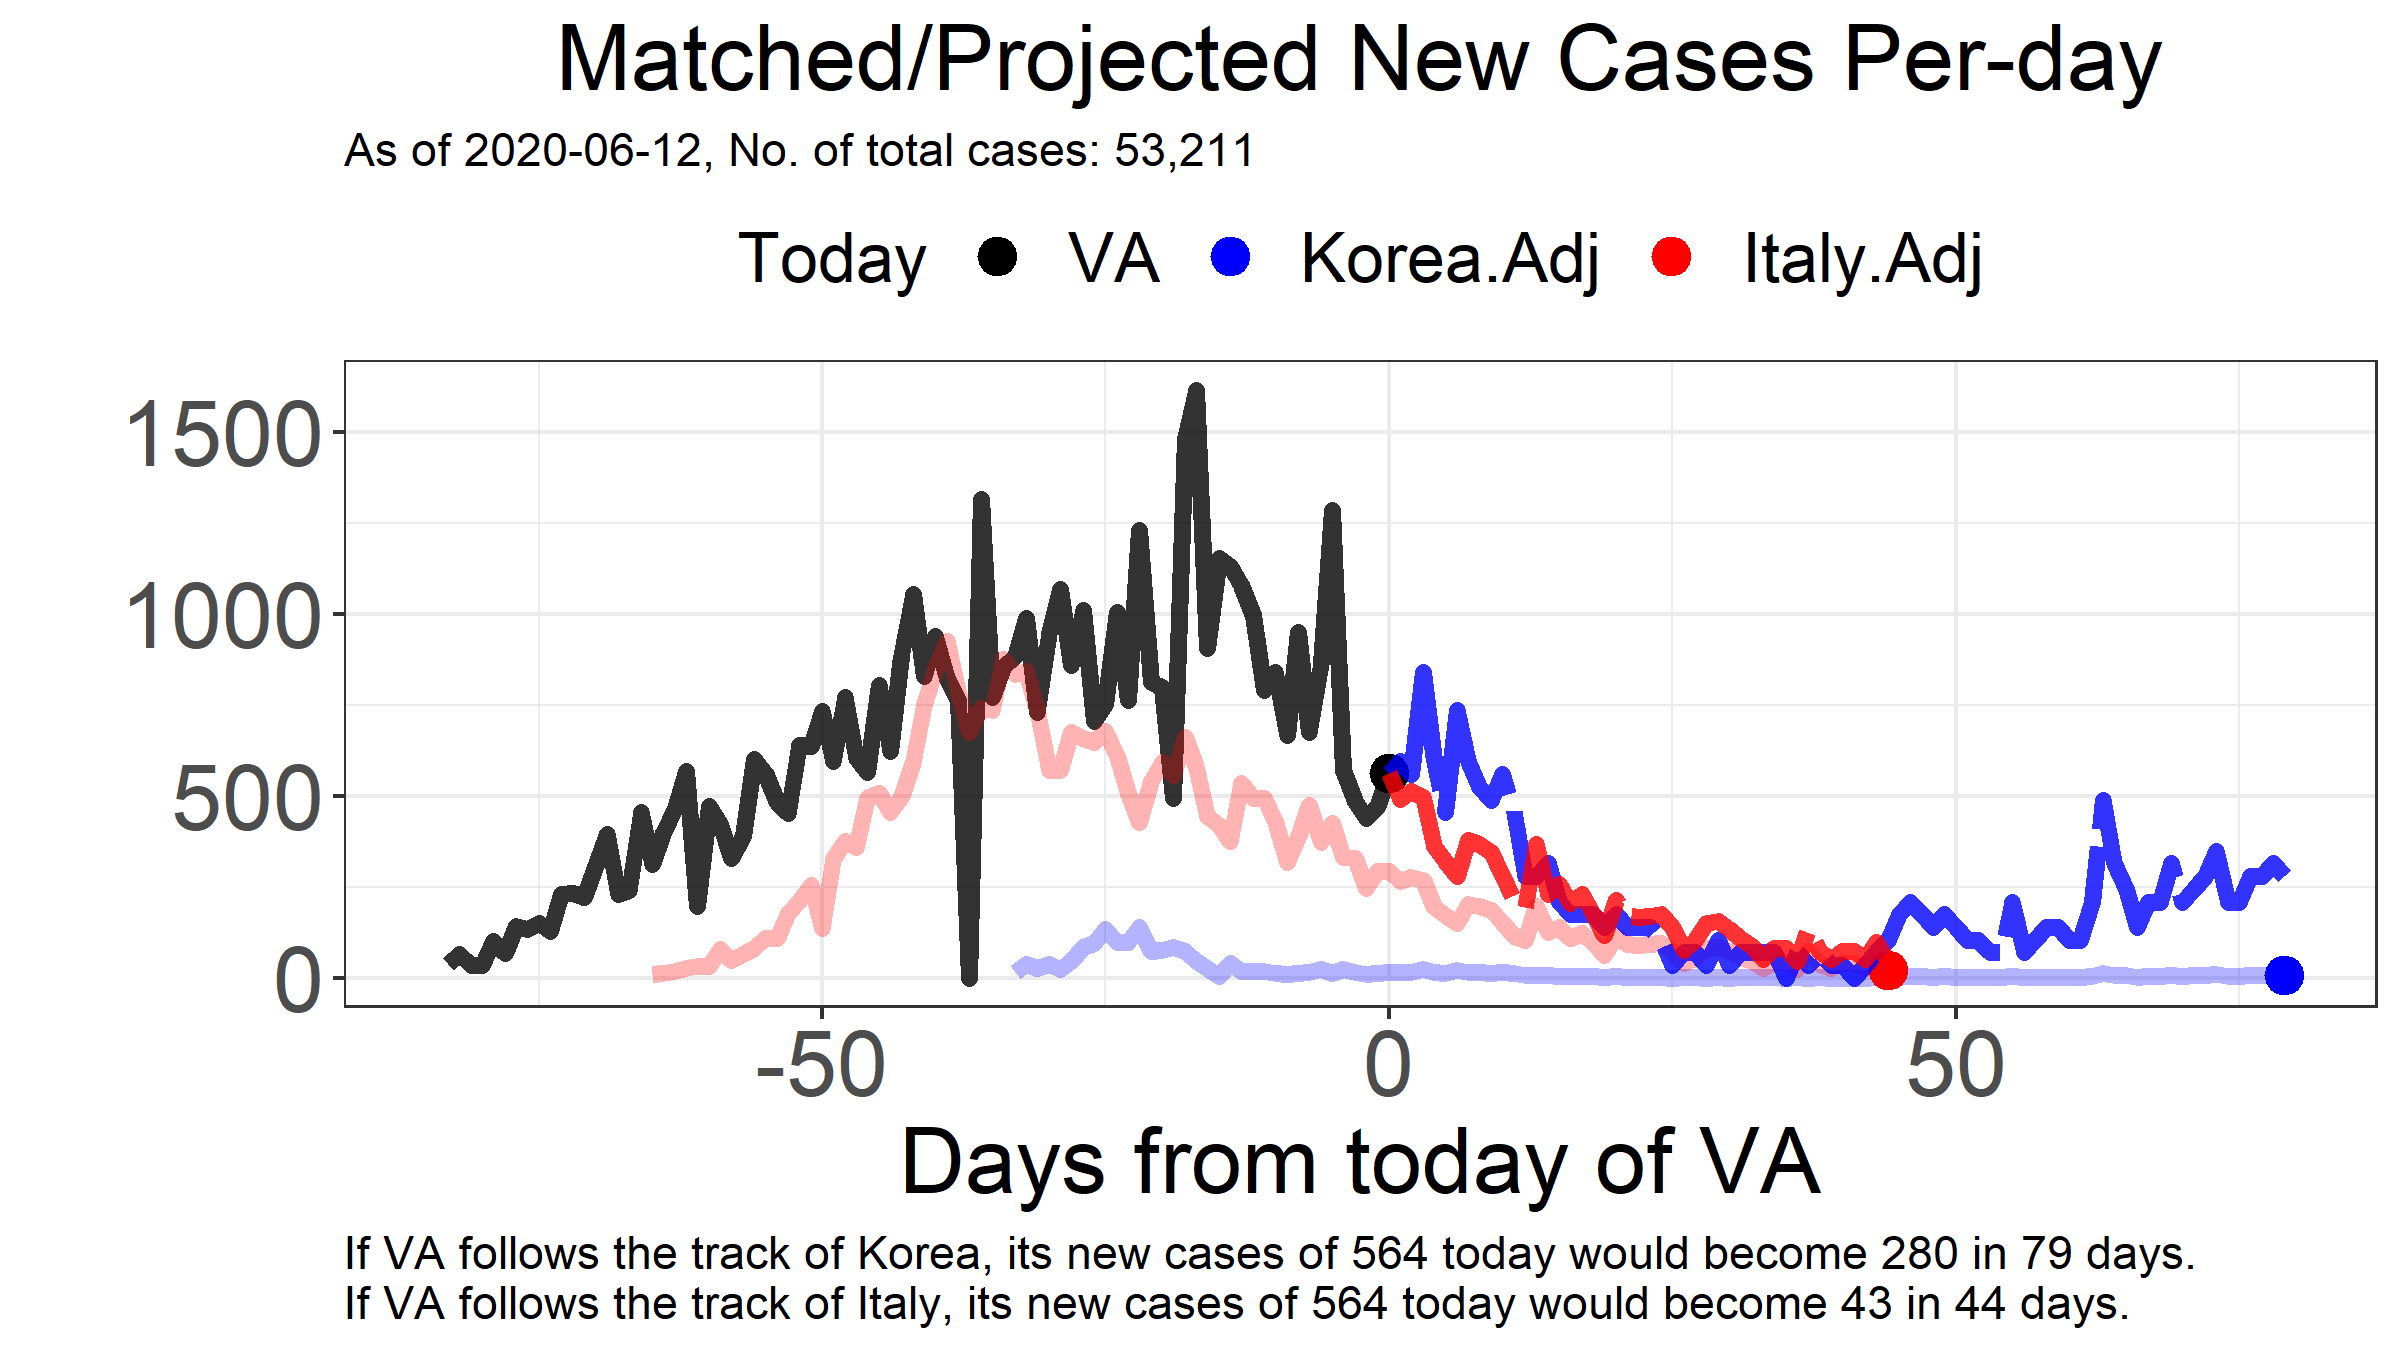 Matched/Projected New Cases Per-day
As of 2020-06-12, No. of total cases: 53,211
Today VA Korea.Adj Italy.Adj
1500
1000
500
0
-50 0 50
Days from today of VA
If VA follows the track of Korea, its new cases of 564 today would become 280 in 79 days.
If VA follows the track of Italy, its new cases of 564 today would become 43 in 44 days.